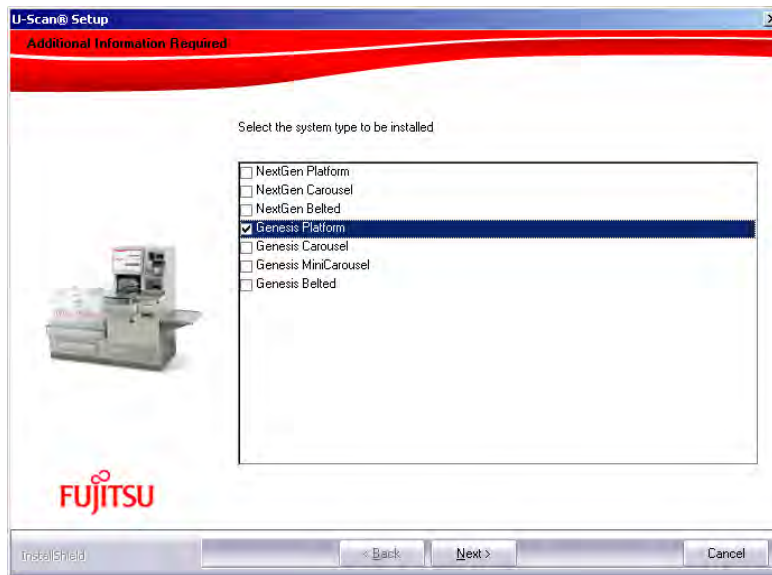 U-Scan® Setup
Additional Information Required
Select the system type to be installed
NextGen Platform
NextGen Carousel
NextGen Belted
Genesis Platform
Genesis Carousel
Genesis MiniCarousel
Genesis Belted
FUJITSU
InstallShield
< Back
Next >
Cancel